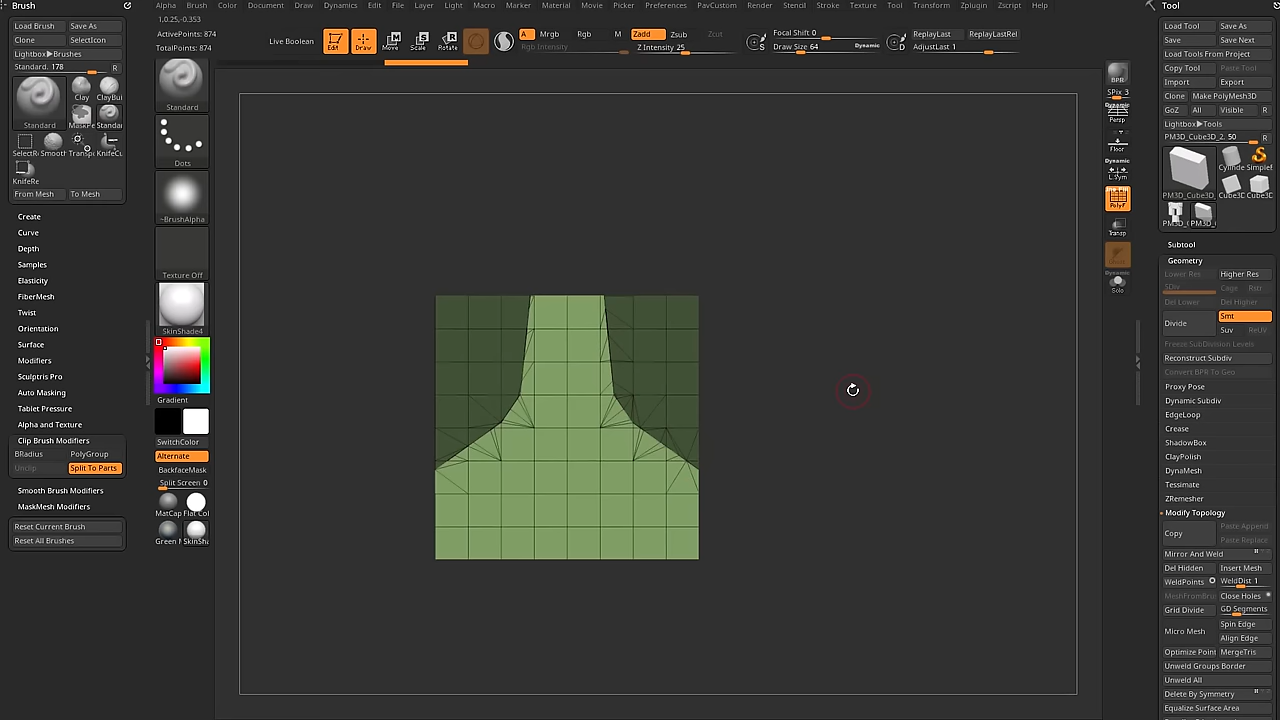 Brush
Alpha Brush Color Document Draw Dynamics Edit File Layer Light Macro Marker Material Movie Picker Preferences Render Stencil Stroke Texture Tool Transform Zplugin Zscript Help
Tool
1,0.25,-0.353
ActivePoints: 874
TotalPoints: 874
Live Boolean
Edit
Draw
Move
Scale
Rotate
A
Mrgb
Rgb
M
Rgb Intensity
Zadd
Zsub
Zcut
Z Intensity 25
S
Focal Shift 0
Draw Size 64
Dynamic
D
ReplayLast
ReplayLastRel
AdjustLast 1
Load Brush
Save As
Clone
SelectIcon
Lightbox▶Brushes
Standard. 178
R
Standard
Clay
ClayBui
MaskPe
Standa
SelectR
Smooth
Transp
KnifeCu
KnifeRe
From Mesh
To Mesh
Create
Curve
Depth
Samples
Elasticity
FiberMesh
Twist
Orientation
Surface
Modifiers
Sculptris Pro
Auto Masking
Tablet Pressure
Alpha and Texture
Clip Brush Modifiers
BRadius
PolyGroup
Unclip
Split To Parts
Smooth Brush Modifiers
MaskMesh Modifiers
Reset Current Brush
Reset All Brushes
Standard
Dots
~BrushAlpha
Texture Off
SkinShade4
Gradient
SwitchColor
Alternate
BackfaceMask
Split Screen 0
MatCap
Flat Col
Green M
SkinSha
BPR
SPix 3
Dynamic
Persp
Floor
Dynamic
L.Sym
PolyF
Transp
Dynamic
Solo
Load Tool
Save As
Save
Save Next
Load Tools From Project
Copy Tool
Paste Tool
Import
Export
Clone
Make PolyMesh3D
GoZ
All
Visible
R
Lightbox▶Tools
PM3D_Cube3D_2. 50
R
PM3D_Cube3D_
Cylinde
SimpleB
Cube3D
Cube3D
PM3D_C
PM3D_
Subtool
Geometry
Lower Res
Higher Res
SDiv
Cage
Rstr
Del Lower
Del Higher
Divide
Smt
Suv
ReUV
Freeze SubDivision Levels
Reconstruct Subdiv
Convert BPR To Geo
Proxy Pose
Dynamic Subdiv
EdgeLoop
Crease
ShadowBox
ClayPolish
DynaMesh
Tessimate
ZRemesher
Modify Topology
Copy
Paste Append
Paste Replace
Mirror And Weld
Del Hidden
Insert Mesh
WeldPoints
WeldDist 1
MeshFromBru
Close Holes
Grid Divide
GD Segments
Micro Mesh
Spin Edge
Align Edge
Optimize Point
MergeTris
Unweld Groups Border
Unweld All
Delete By Symmetry
Equalize Surface Area